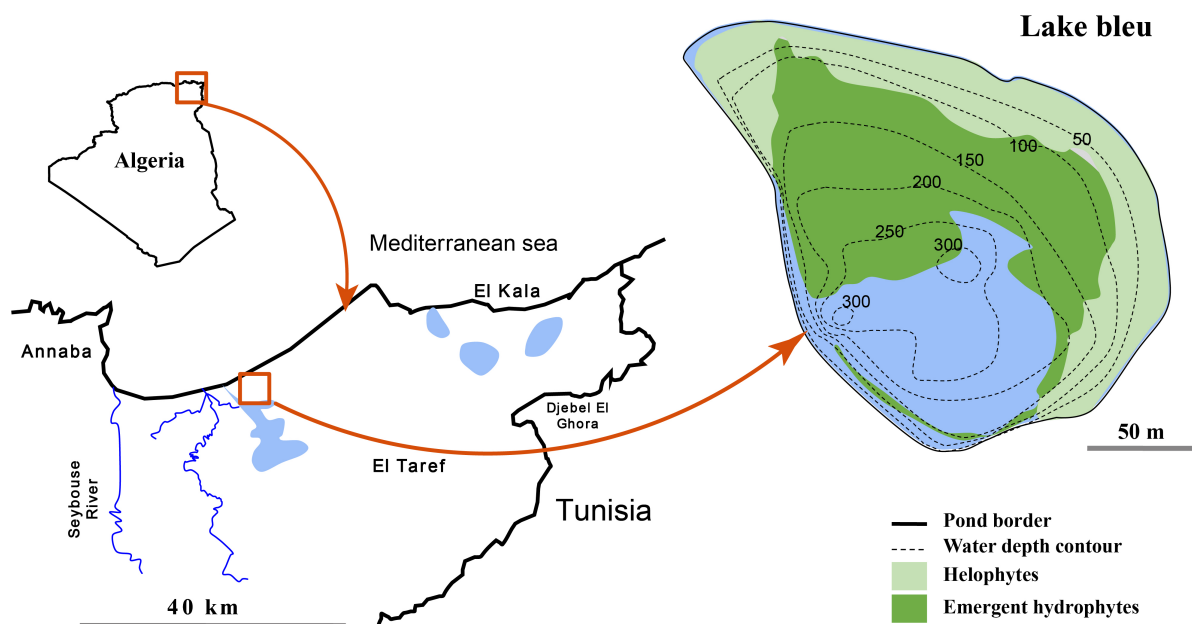 Lake bleu
Algeria
Mediterranean sea
El Kala
Annaba
Djebel El
Ghora
El Taref
Seybouse
River
Tunisia
40 km
50
100
150
200
250
300
300
50 m
Pond border
Water depth contour
Helophytes
Emergent hydrophytes